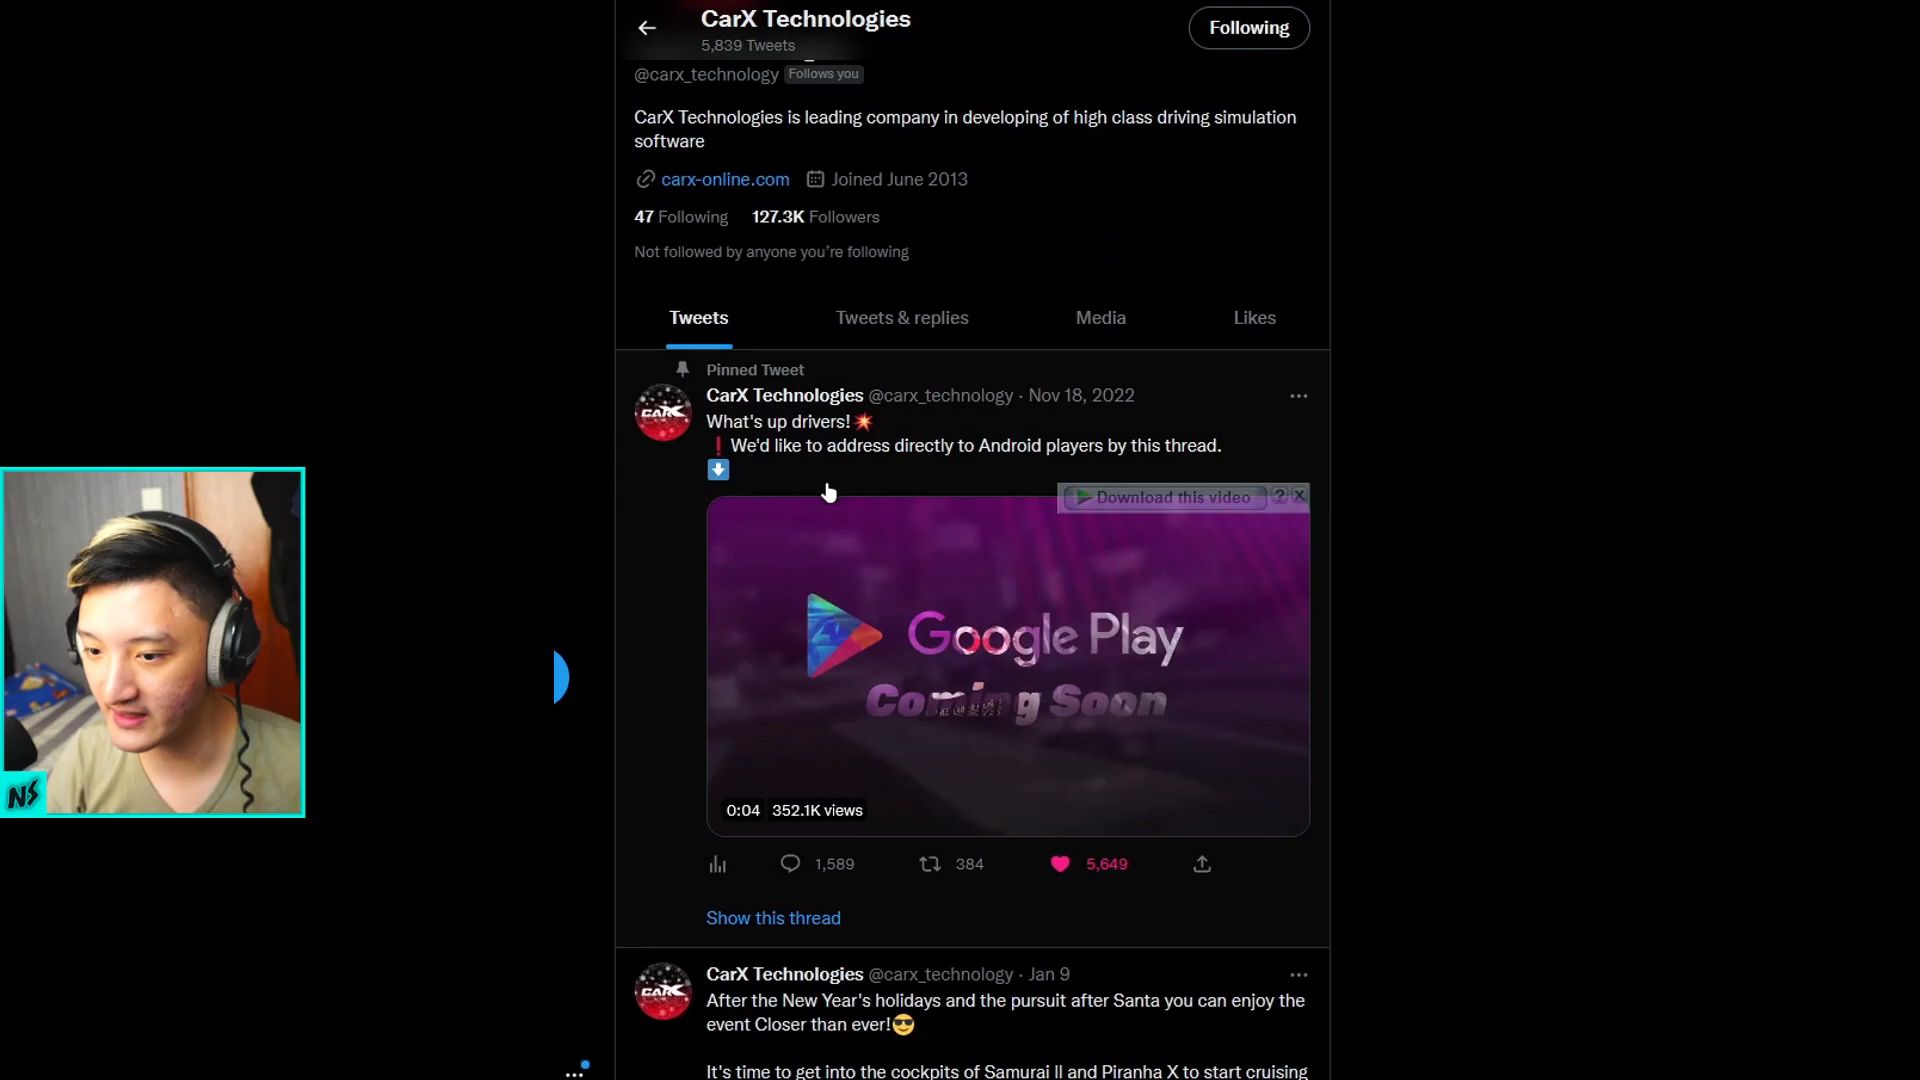 CarX Technologies
5,839 Tweets
Following
@carx_technology Follows you
CarX Technologies is leading company in developing of high class driving simulation
software
carx-online.com Joined June 2013
47 Following 127.3K Followers
Not followed by anyone you're following
Tweets Tweets & replies Media Likes
Pinned Tweet
CarX Technologies @carx_technology · Nov 18, 2022
What's up drivers!💥
❗We'd like to address directly to Android players by this thread.
⬇️
Download this video ? X
Google Play
Coming Soon
0:04 352.1K views
1,589 384 5,649
Show this thread
CARX
CarX Technologies @carx_technology · Jan 9
After the New Year's holidays and the pursuit after Santa you can enjoy the
event Closer than ever!😎
It's time to get into the cockpits of Samurai II and Piranha X to start cruising
CARX
NS